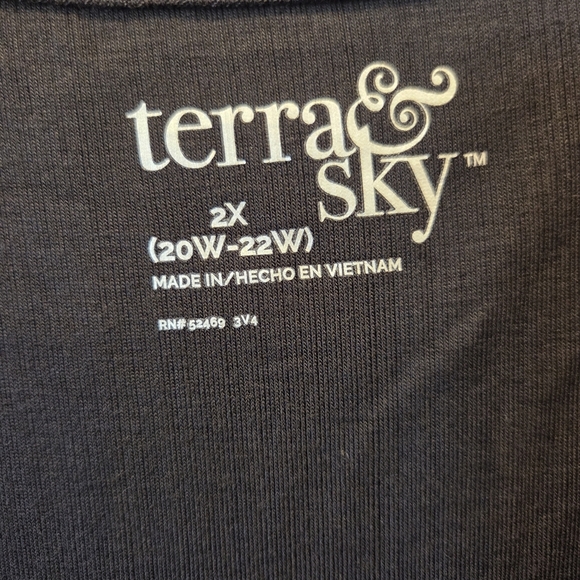 terra &
sky™
2X
(20W-22W)
MADE IN/HECHO EN VIETNAM
RN# 52469 3V4